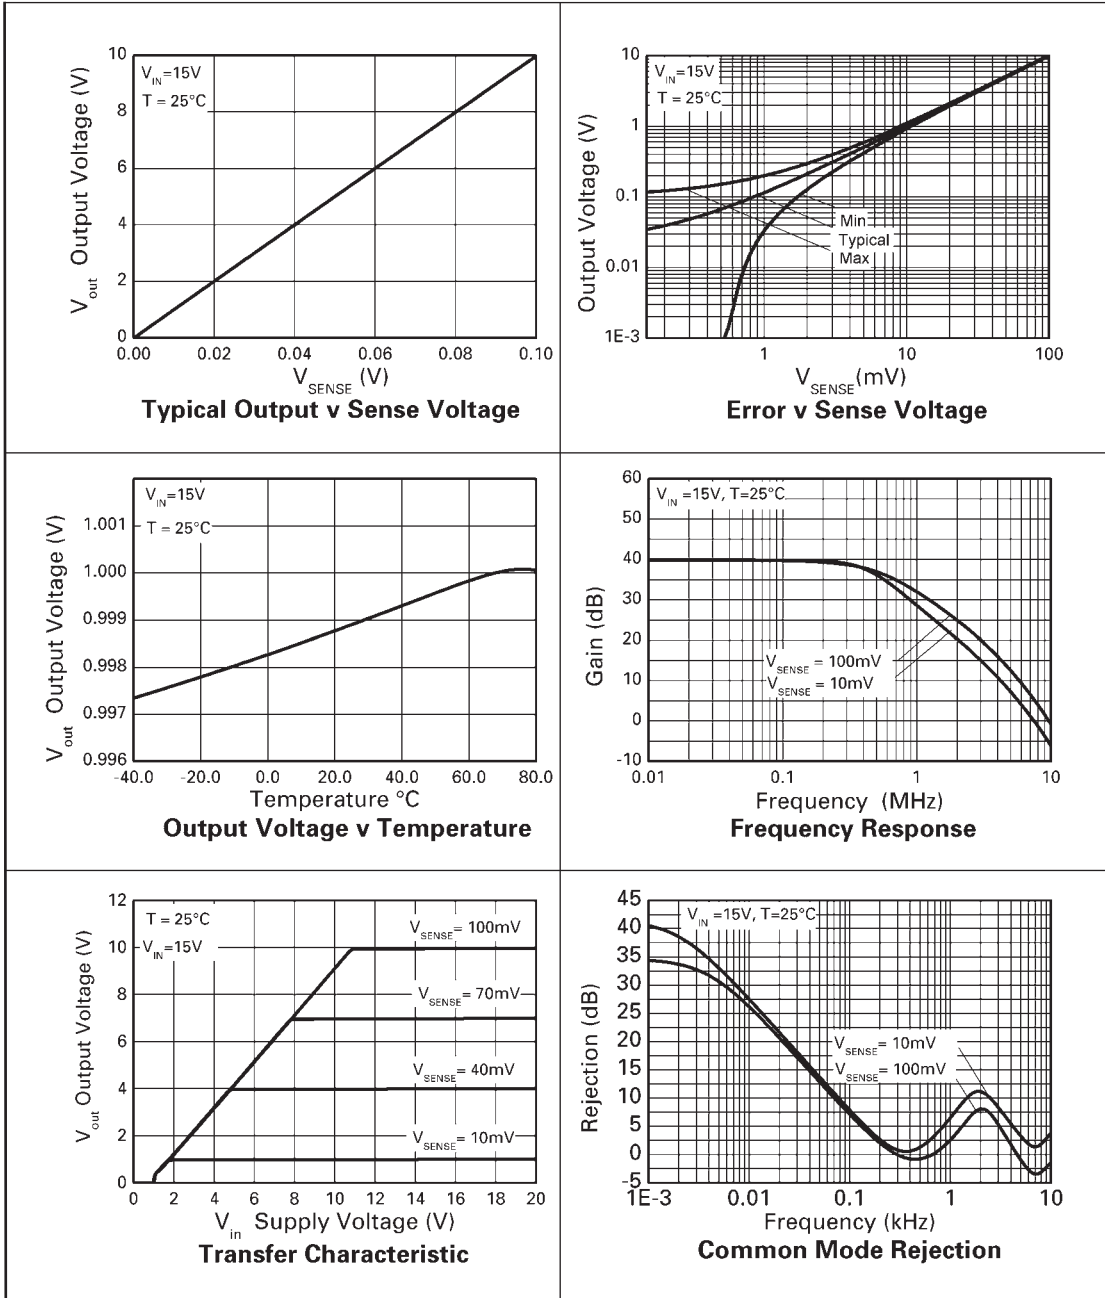 V_out Output Voltage (V)
10
8
6
4
2
0
V_IN=15V
T = 25°C
0.00 0.02 0.04 0.06 0.08 0.10
V_SENSE (V)
Typical Output v Sense Voltage
Output Voltage (V)
10
1
0.1
0.01
1E-3
V_IN=15V
T = 25°C
Min
Typical
Max
1 10 100
V_SENSE(mV)
Error v Sense Voltage
V_out Output Voltage (V)
1.001
1.000
0.999
0.998
0.997
0.996
V_IN=15V
T = 25°C
-40.0 -20.0 0.0 20.0 40.0 60.0 80.0
Temperature °C
Output Voltage v Temperature
Gain (dB)
60
50
40
30
20
10
0
-10
V_IN =15V, T=25°C
V_SENSE = 100mV
V_SENSE = 10mV
0.01 0.1 1 10
Frequency (MHz)
Frequency Response
V_out Output Voltage (V)
12
10
8
6
4
2
0
T = 25°C
V_IN=15V
V_SENSE= 100mV
V_SENSE= 70mV
V_SENSE= 40mV
V_SENSE= 10mV
0 2 4 6 8 10 12 14 16 18 20
V_in Supply Voltage (V)
Transfer Characteristic
Rejection (dB)
45
40
35
30
25
20
15
10
5
0
-5
V_IN =15V, T=25°C
V_SENSE= 10mV
V_SENSE= 100mV
1E-3 0.01 0.1 1 10
Frequency (kHz)
Common Mode Rejection